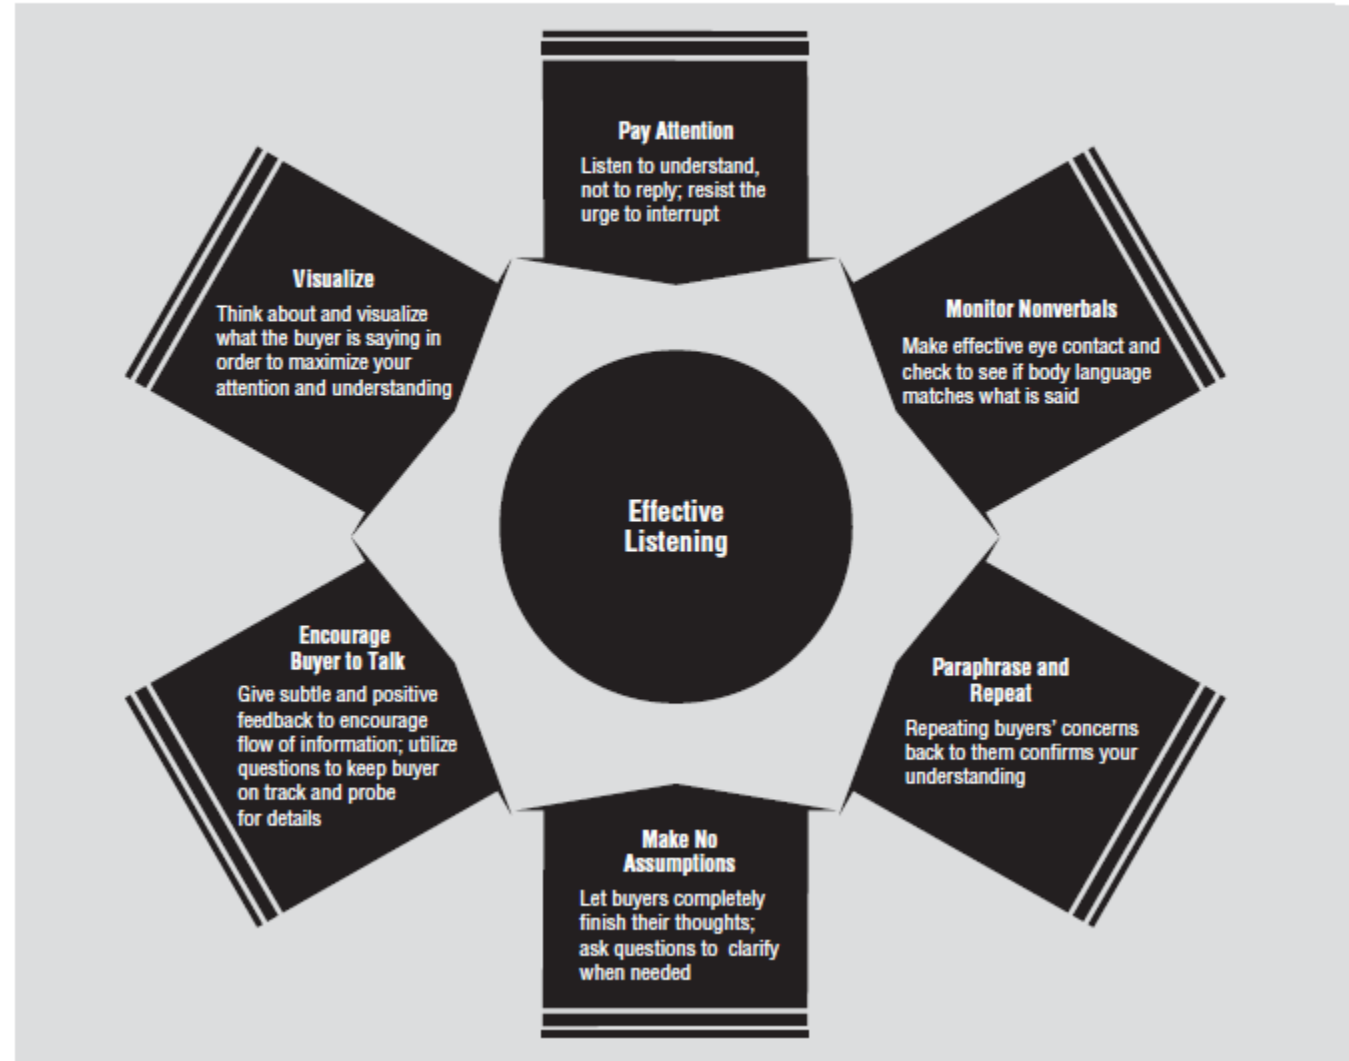 Pay Attention
Listen to understand,
not to reply; resist the
urge to interrupt
Monitor Nonverbals
Make effective eye contact and
check to see if body language
matches what is said
Paraphrase and
Repeat
Repeating buyers’ concerns
back to them confirms your
understanding
Make No
Assumptions
Let buyers completely
finish their thoughts;
ask questions to clarify
when needed
Encourage
Buyer to Talk
Give subtle and positive
feedback to encourage
flow of information; utilize
questions to keep buyer
on track and probe
for details
Visualize
Think about and visualize
what the buyer is saying in
order to maximize your
attention and understanding
Effective
Listening